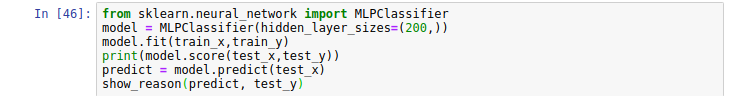 In [46]: from sklearn.neural_network import MLPClassifier
model = MLPClassifier(hidden_layer_sizes=(200,))
model.fit(train_x,train_y)
print(model.score(test_x,test_y))
predict = model.predict(test_x)
show_reason(predict, test_y)